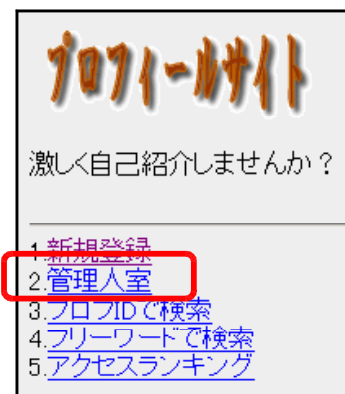 プロフィールサイト
激しく自己紹介しませんか？
1.新規登録
2.管理人室
3.プロフIDで検索
4.フリーワードで検索
5.アクセスランキング